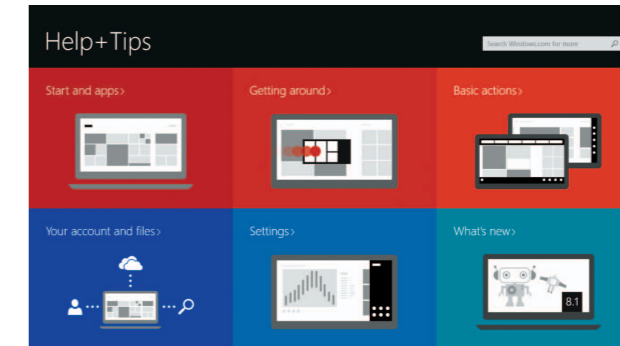 Help+Tips
Search Windows.com for more
Start and apps>
Getting around>
Basic actions>
Your account and files>
Settings>
What's new>
8.1